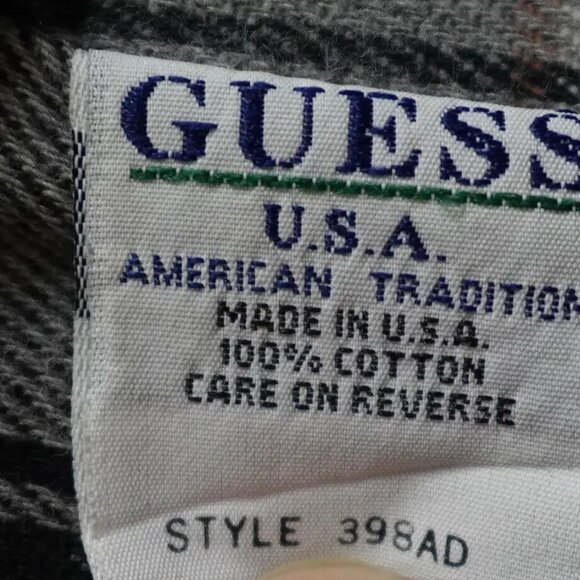 GUESS
U.S.A.
AMERICAN TRADITION
MADE IN U.S.A.
100% COTTON
CARE ON REVERSE
STYLE 398AD